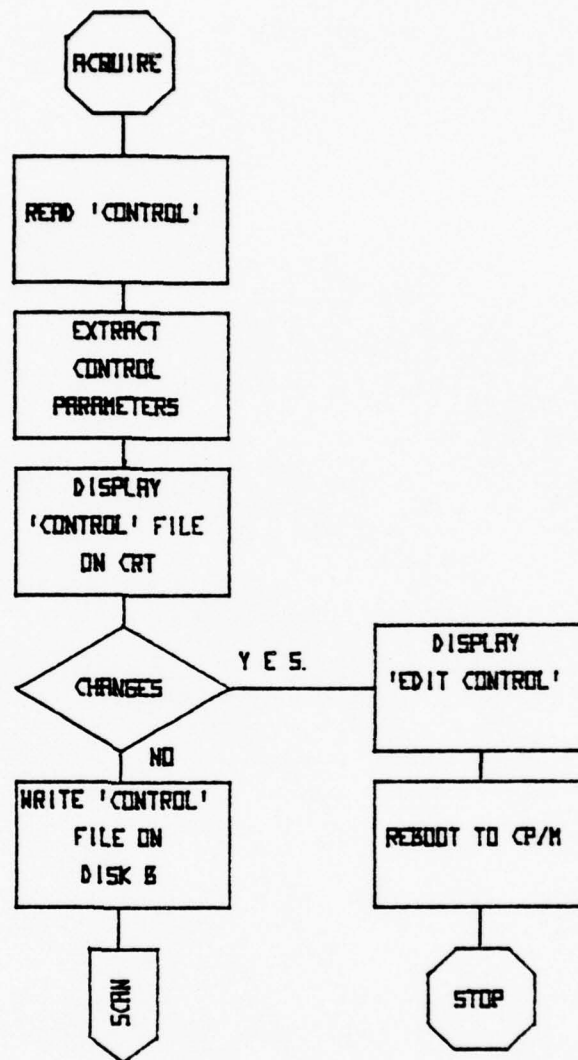 ACQUIRE
READ 'CONTROL'
EXTRACT
CONTROL
PARAMETERS
DISPLAY
'CONTROL' FILE
ON CRT
CHANGES
Y E S.
DISPLAY
'EDIT CONTROL'
NO
WRITE 'CONTROL'
FILE ON
DISK B
REBOOT TO CP/M
SCAN
STOP